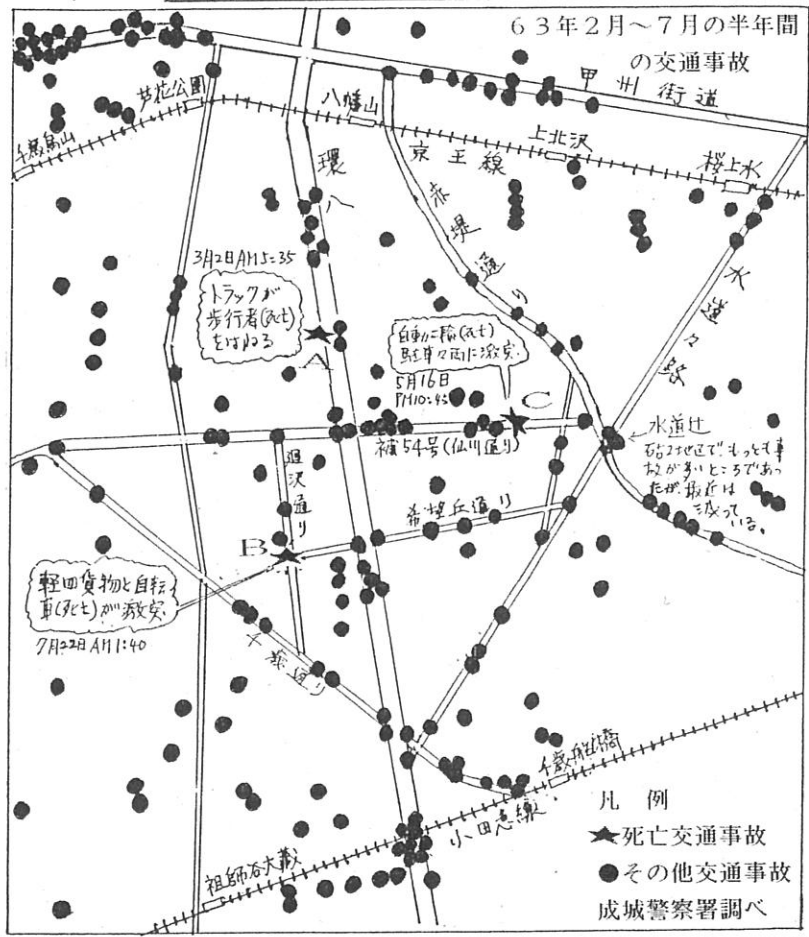 63年2月～7月の半年間
の交通事故
甲州街道
芦花公園
八幡山
千歳烏山
上北沢
桜上水
京王線
環八
赤堤通り
水道々路
3月2日AM5:35
トラックが
歩行者(死亡)
をはねる
A
自動二輪(死亡)
駐車々両に激突.
5月16日
PM10:45
C
水道辻
砧地区で、もっとも事
故が多いところであっ
たが、最近は
減っている。
補54号(仙川通り)
廻沢通り
希望丘通り
B
軽四貨物と自転
車(死亡)が激突.
7月22日AM1:40
千歳通り
千歳船橋
小田急線
祖師谷大蔵
凡例
★死亡交通事故
●その他交通事故
成城警察署調べ